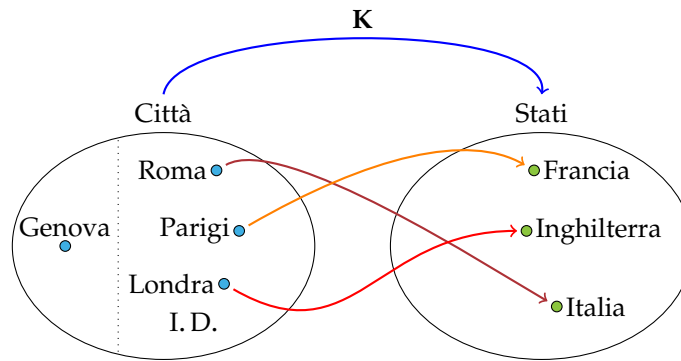 K
Città
Stati
Roma
Francia
Genova
Parigi
Inghilterra
Londra
Italia
I. D.